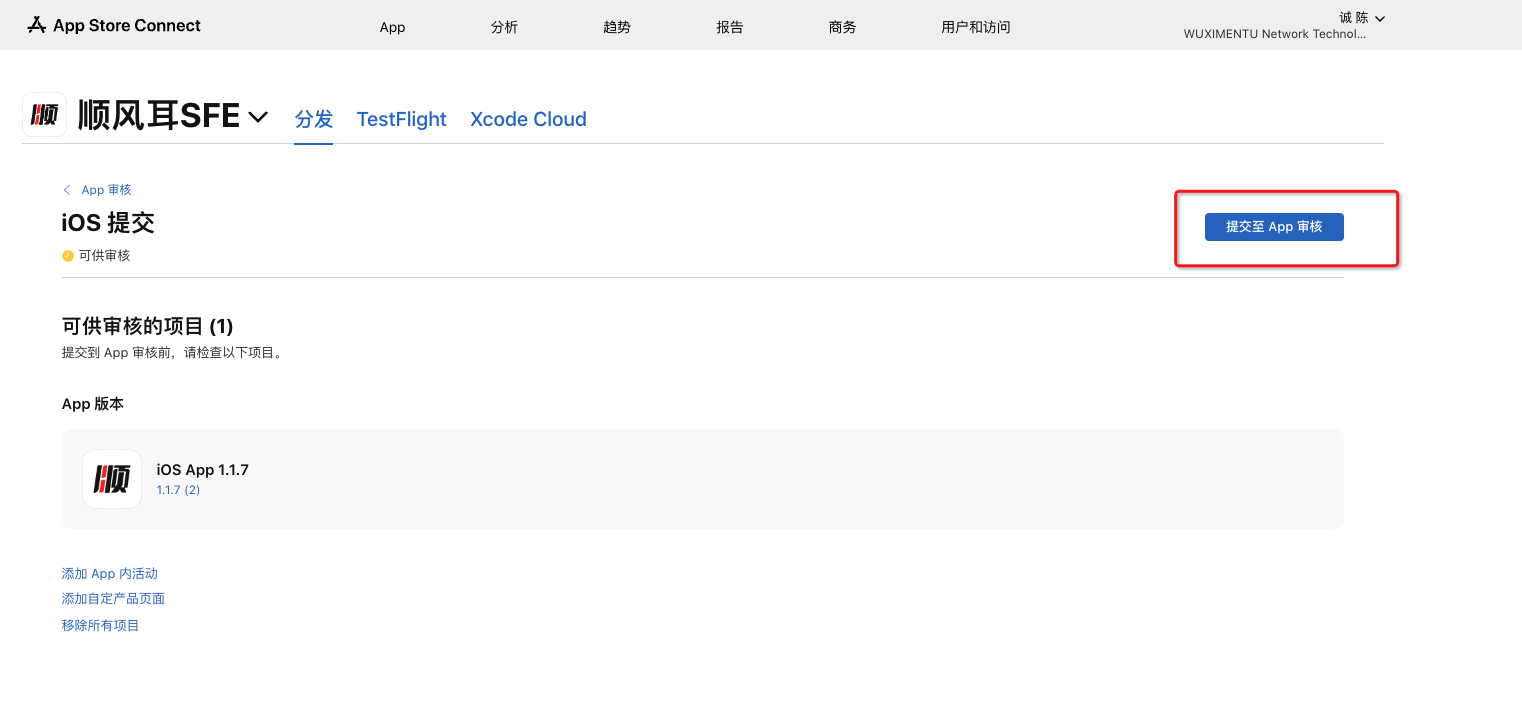 App Store Connect
App
分析
趋势
报告
商务
用户和访问
诚 陈
WUXIMENTU Network Technol...
顺
顺风耳SFE
分发
TestFlight
Xcode Cloud
App 审核
iOS 提交
提交至 App 审核
可供审核
可供审核的项目 (1)
提交到 App 审核前，请检查以下项目。
App 版本
顺
iOS App 1.1.7
1.1.7 (2)
添加 App 内活动
添加自定产品页面
移除所有项目